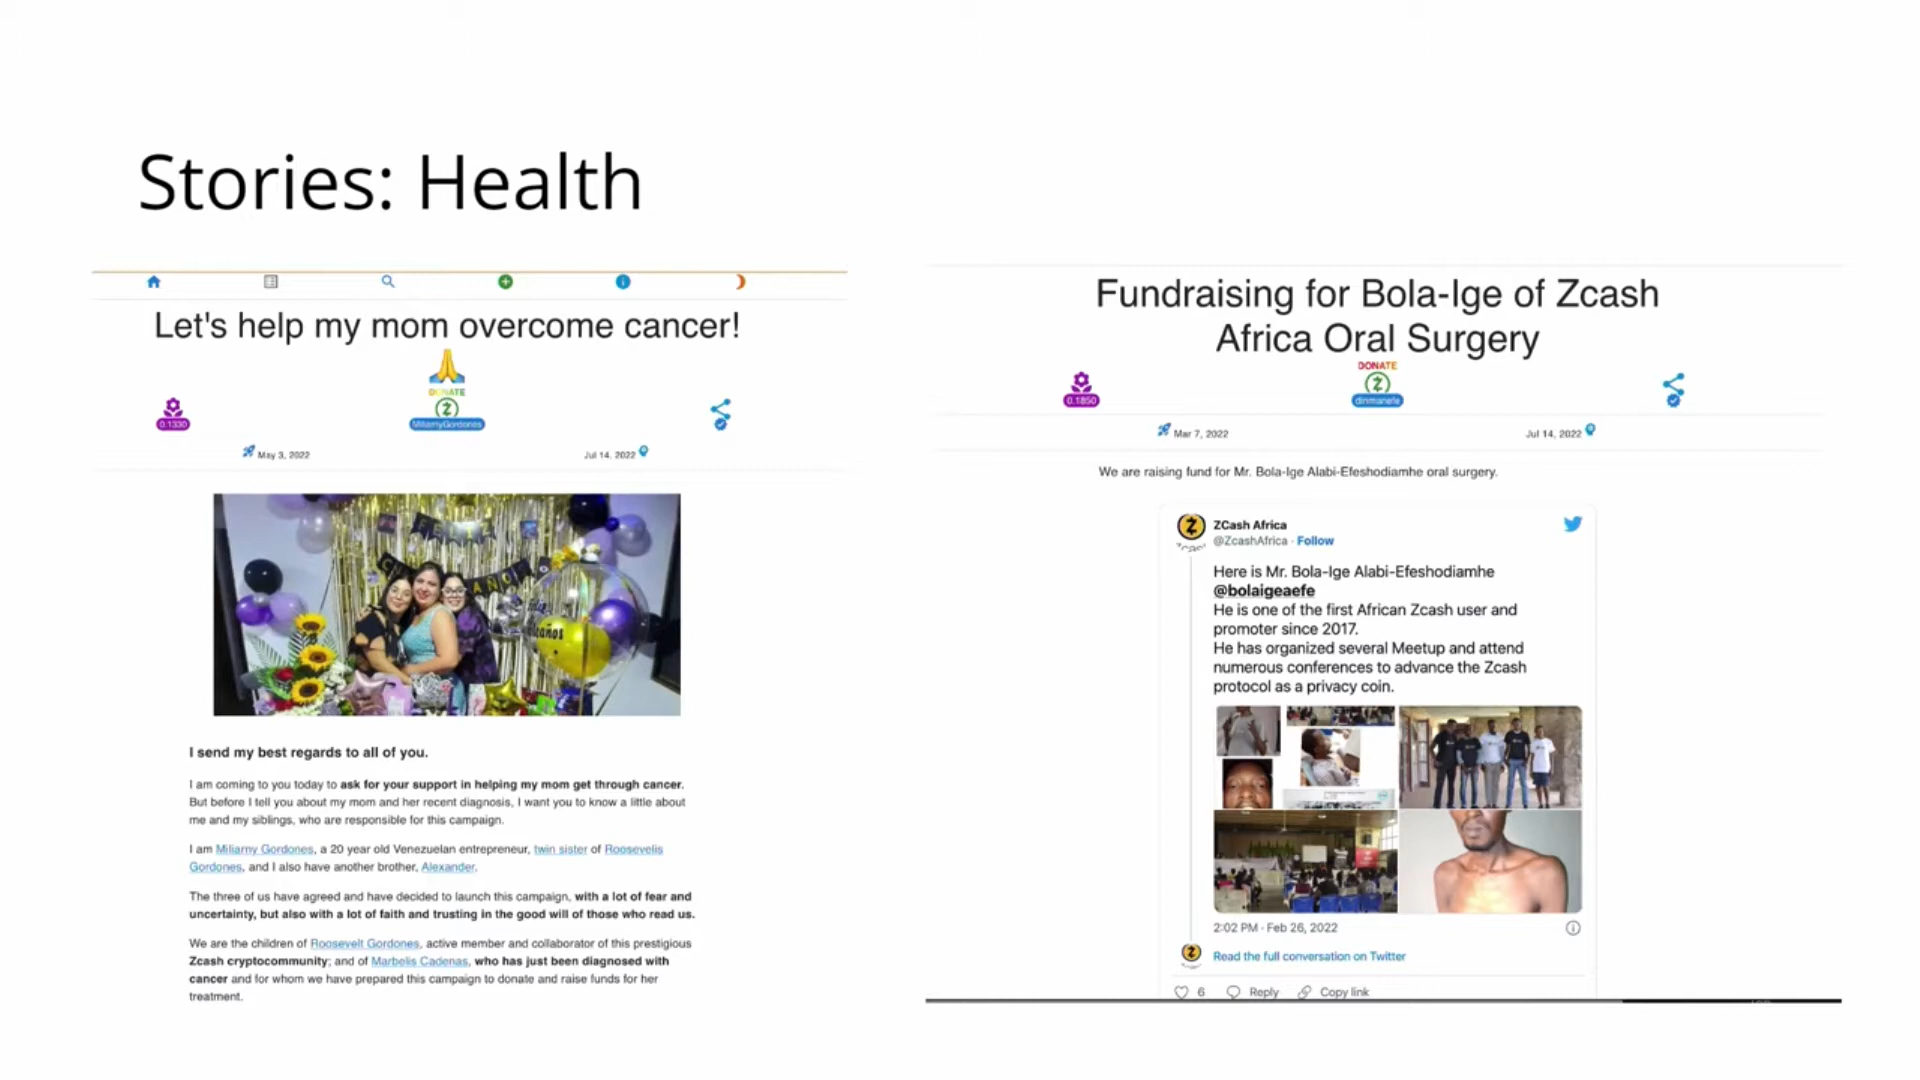 Stories: Health
Let's help my mom overcome cancer!
DONATE
0.1330
MiliarnyGordones
May 3, 2022
Jul 14, 2022
FELIZ
CUMPLEAÑOS
I send my best regards to all of you.
I am coming to you today to ask for your support in helping my mom get through cancer.
But before I tell you about my mom and her recent diagnosis, I want you to know a little about
me and my siblings, who are responsible for this campaign.
I am Miliarny Gordones, a 20 year old Venezuelan entrepreneur, twin sister of Roosevelis
Gordones, and I also have another brother, Alexander.
The three of us have agreed and have decided to launch this campaign, with a lot of fear and
uncertainty, but also with a lot of faith and trusting in the good will of those who read us.
We are the children of Roosevelt Gordones, active member and collaborator of this prestigious
Zcash cryptocommunity; and of Marbelis Cadenas, who has just been diagnosed with
cancer and for whom we have prepared this campaign to donate and raise funds for her
treatment.
Fundraising for Bola-Ige of Zcash
Africa Oral Surgery
DONATE
0.1850
dinmanefe
Mar 7, 2022
Jul 14, 2022
We are raising fund for Mr. Bola-Ige Alabi-Efeshodiamhe oral surgery.
ZCash Africa
@ZcashAfrica · Follow
Here is Mr. Bola-Ige Alabi-Efeshodiamhe
@bolaigeaefe
He is one of the first African Zcash user and
promoter since 2017.
He has organized several Meetup and attend
numerous conferences to advance the Zcash
protocol as a privacy coin.
2:02 PM · Feb 26, 2022
Read the full conversation on Twitter
6 Reply Copy link